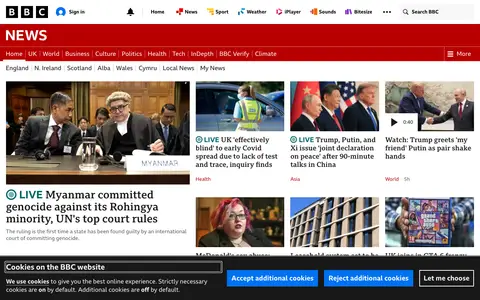 BBC
Sign in
Home
News
Sport
Weather
iPlayer
Sounds
Bitesize
Search BBC
NEWS
Home
UK
World
Business
Culture
Politics
Health
Tech
InDepth
BBC Verify
Climate
England
N. Ireland
Scotland
Alba
Wales
Cymru
Local News
My News
MYANMAR
LIVE Myanmar committed
genocide against its Rohingya
minority, UN's top court rules
The ruling is the first time a state has been found guilty by an international
court of committing genocide.
LIVE UK 'effectively
blind' to early Covid
spread due to lack of test
and trace, inquiry finds
Health
LIVE Trump, Putin, and
Xi issue 'joint declaration
on peace' after 90-minute
talks in China
Asia
0:40
Watch: Trump greets 'my
friend' Putin as pair shake
hands
World
5h
Cookies on the BBC website
We use cookies to give you the best online experience. Strictly necessary
cookies are on by default. Additional cookies are off by default.
Accept additional cookies
Reject additional cookies
Let me choose